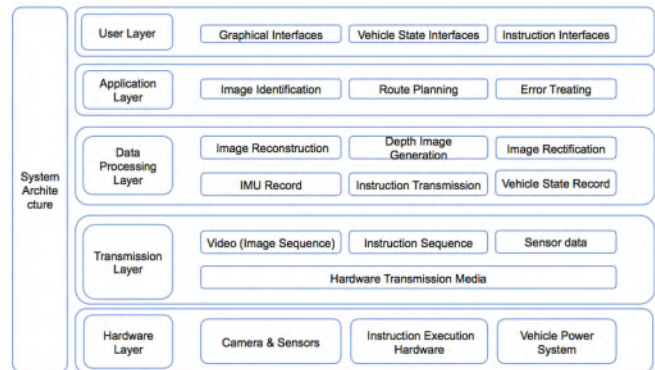 System
Archite
cture
User Layer
Graphical Interfaces
Vehicle State Interfaces
Instruction Interfaces
Application
Layer
Image Identification
Route Planning
Error Treating
Data
Processing
Layer
Image Reconstruction
Depth Image
Generation
Image Rectification
IMU Record
Instruction Transmission
Vehicle State Record
Transmission
Layer
Video (Image Sequence)
Instruction Sequence
Sensor data
Hardware Transmission Media
Hardware
Layer
Camera & Sensors
Instruction Execution
Hardware
Vehicle Power
System